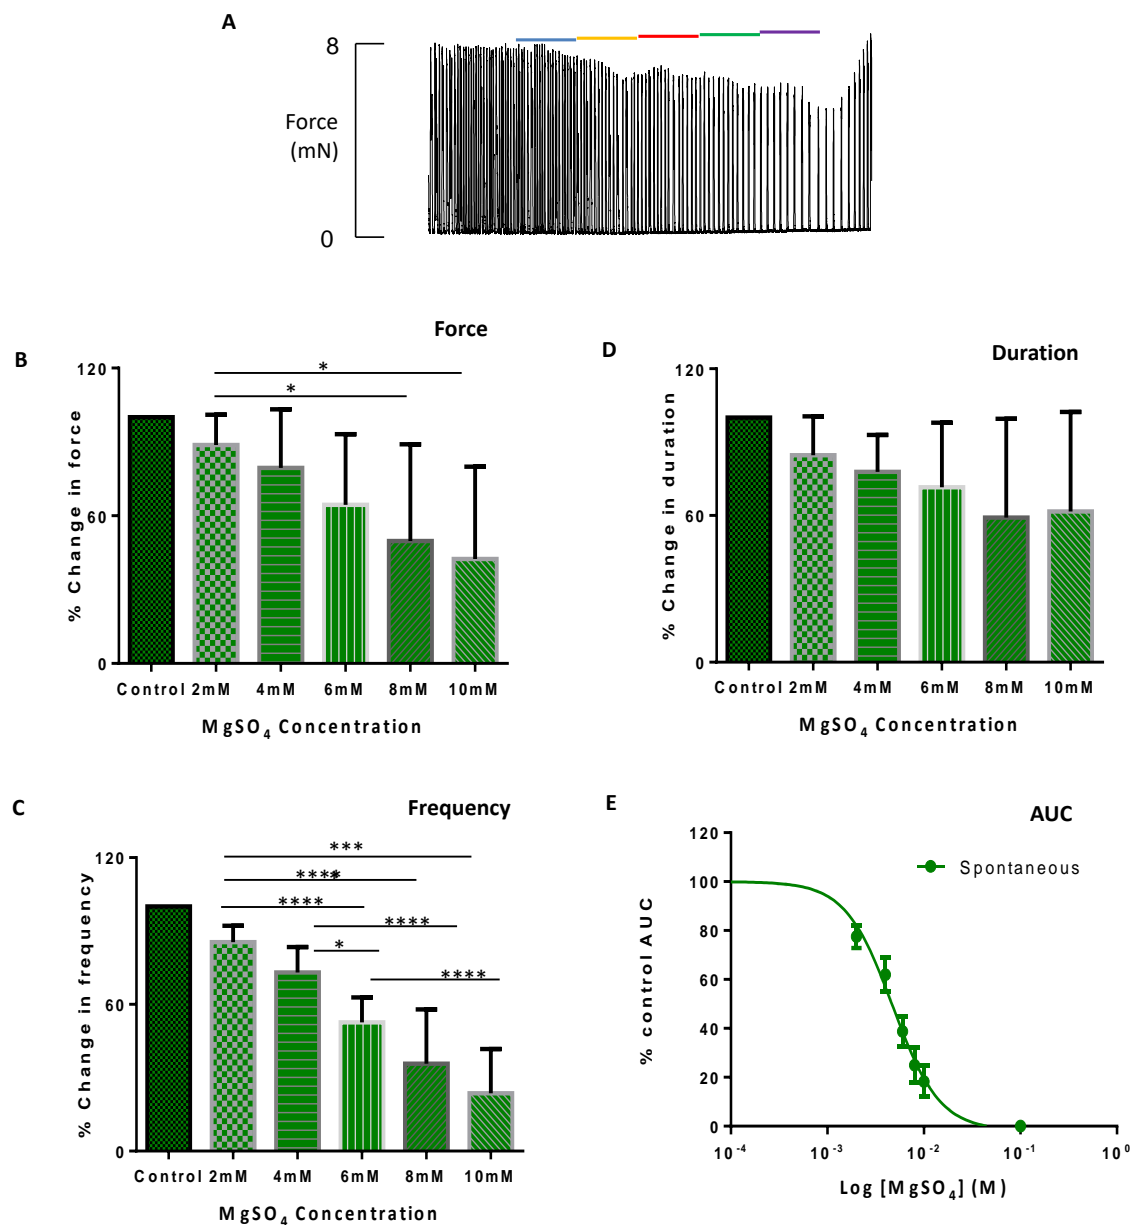 A
8
Force
(mN)
0
B
Force
% Change in force
120
60
0
*
*
Control 2mM 4mM 6mM 8mM 10mM
MgSO4 Concentration
D
Duration
% Change in duration
120
60
0
Control 2mM 4mM 6mM 8mM 10mM
MgSO4 Concentration
C
Frequency
% Change in frequency
120
60
0
***
****
****
****
*
****
Control 2mM 4mM 6mM 8mM 10mM
MgSO4 Concentration
E
AUC
% control AUC
120
100
80
60
40
20
0
Spontaneous
10-4 10-3 10-2 10-1 100
Log [MgSO4] (M)